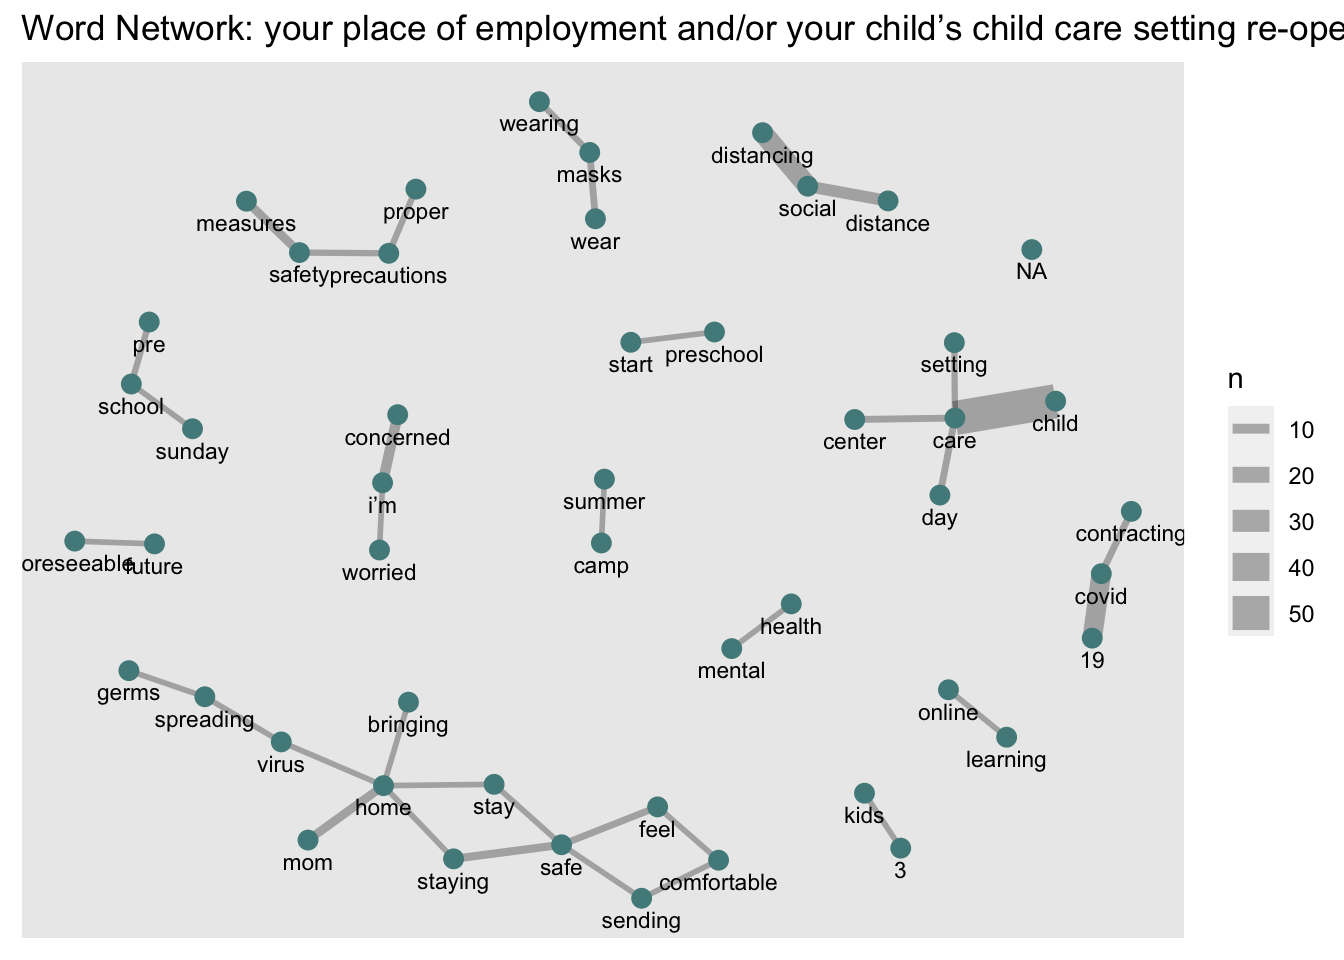 Word Network: your place of employment and/or your child’s child care setting re-ope
wearing
distancing
masks
measures
proper
social
wear
distance
safety
precautions
NA
pre
start
preschool
setting
n
school
concerned
center
care
child
10
sunday
20
i’m
summer
day
30
contracting
oreseeable
future
worried
camp
40
covid
50
health
mental
19
germs
spreading
bringing
online
virus
learning
home
stay
kids
feel
mom
staying
safe
comfortable
3
sending